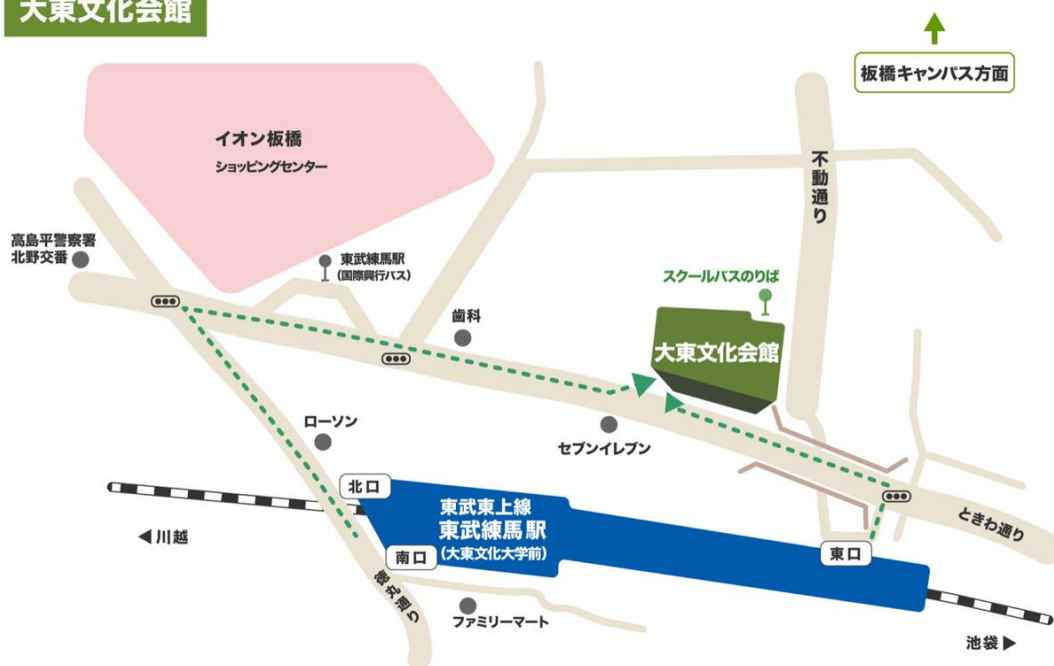 大東文化会館
板橋キャンパス方面
イオン板橋
ショッピングセンター
不動通り
高島平警察署
北野交番
東武練馬駅
(国際興行バス)
スクールバスのりば
歯科
大東文化会館
ローソン
セブンイレブン
北口
東武東上線
東武練馬駅
(大東文化大学前)
南口
東口
ときわ通り
◀川越
徳丸通り
ファミリーマート
池袋▶